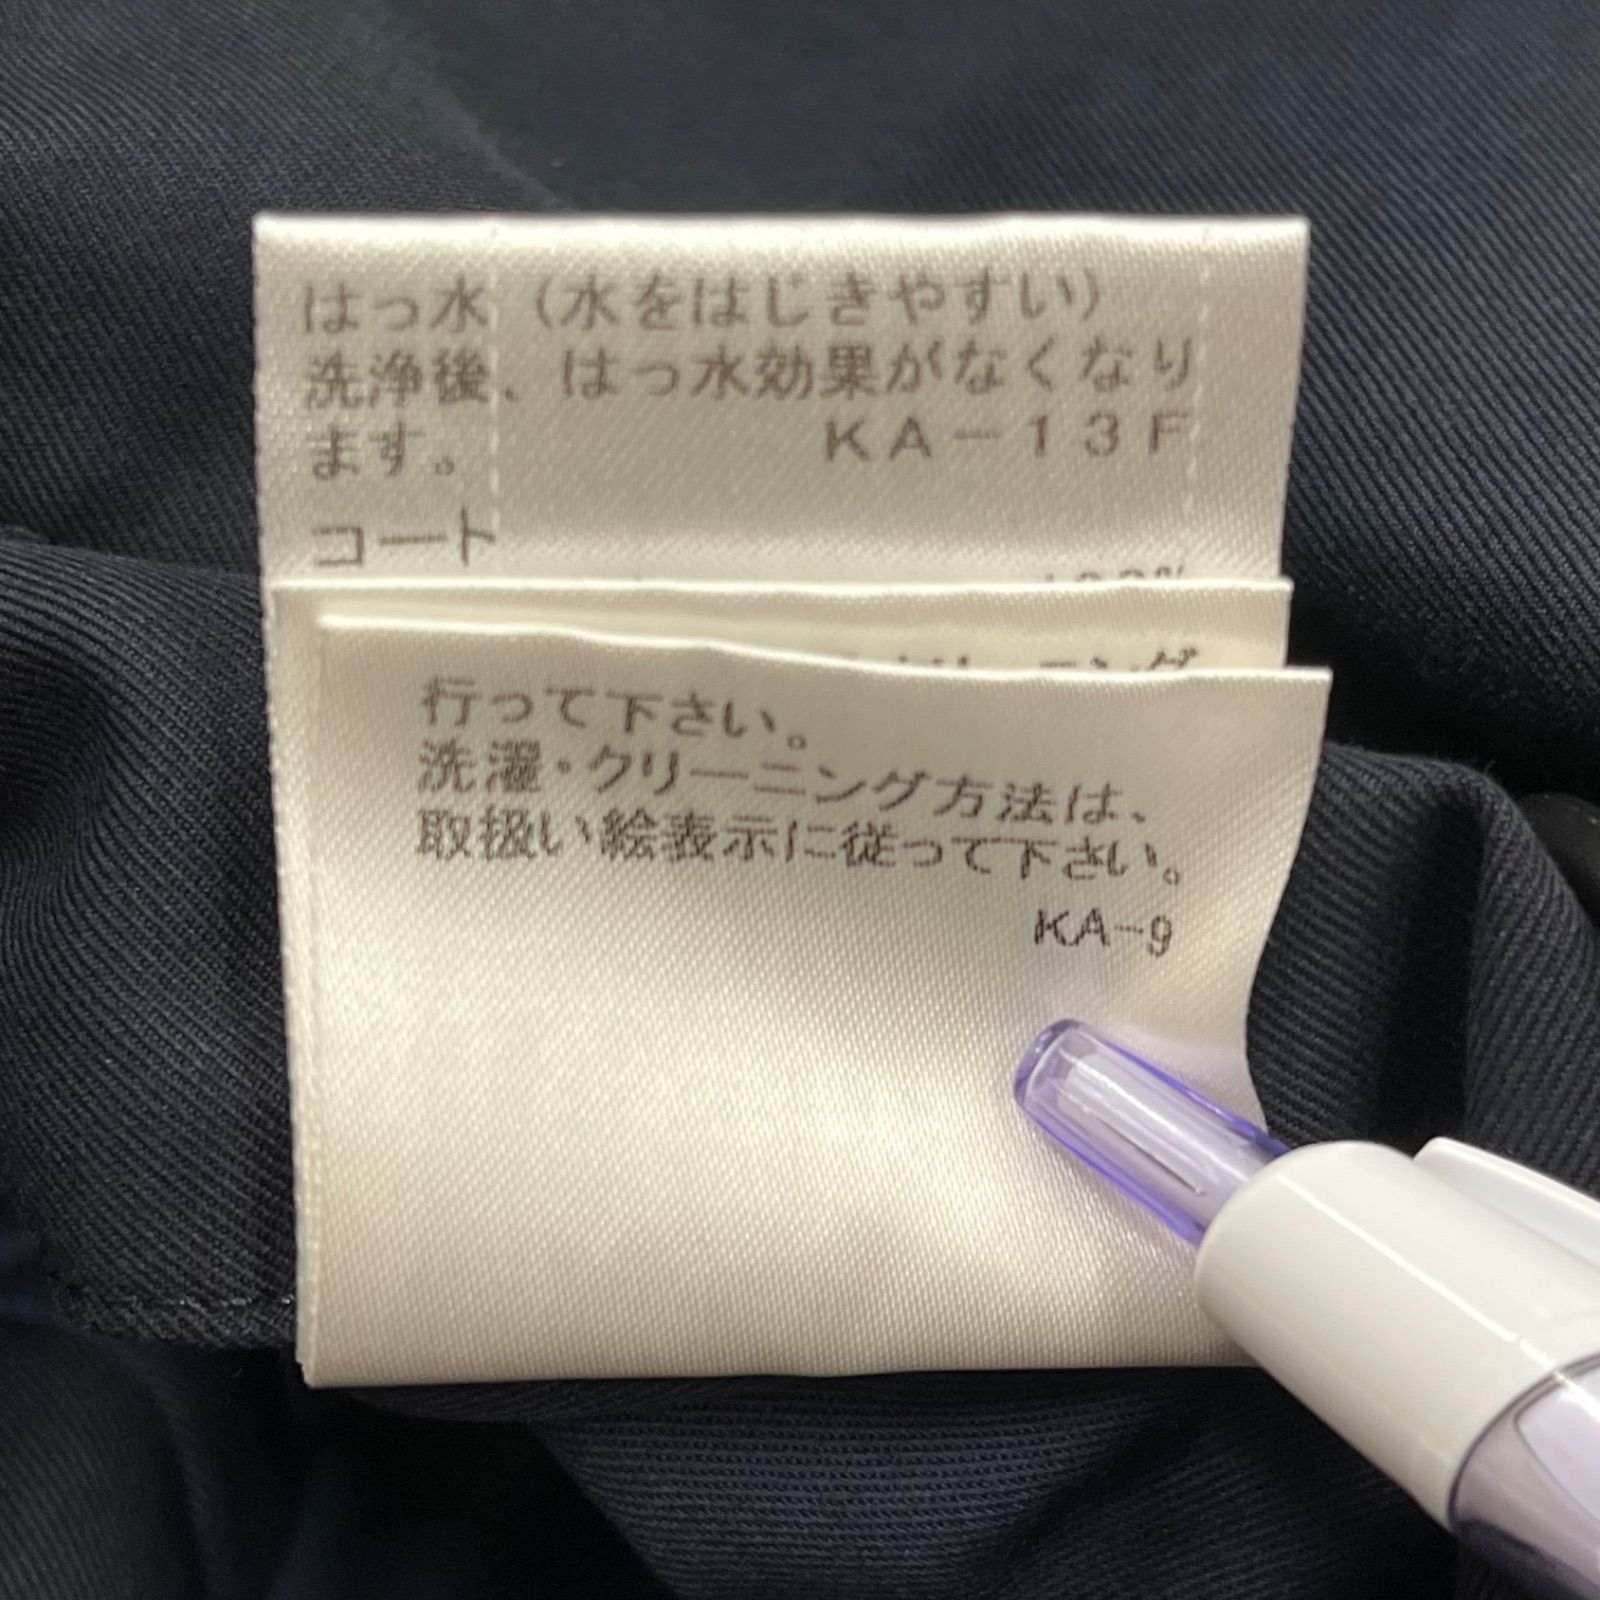 はっ水（水をはじきやすい）
洗浄後、はっ水効果がなくなり
ます。 KA－13F
コート
行って下さい。
洗濯・クリーニング方法は、
取扱い絵表示に従って下さい。
KA-9